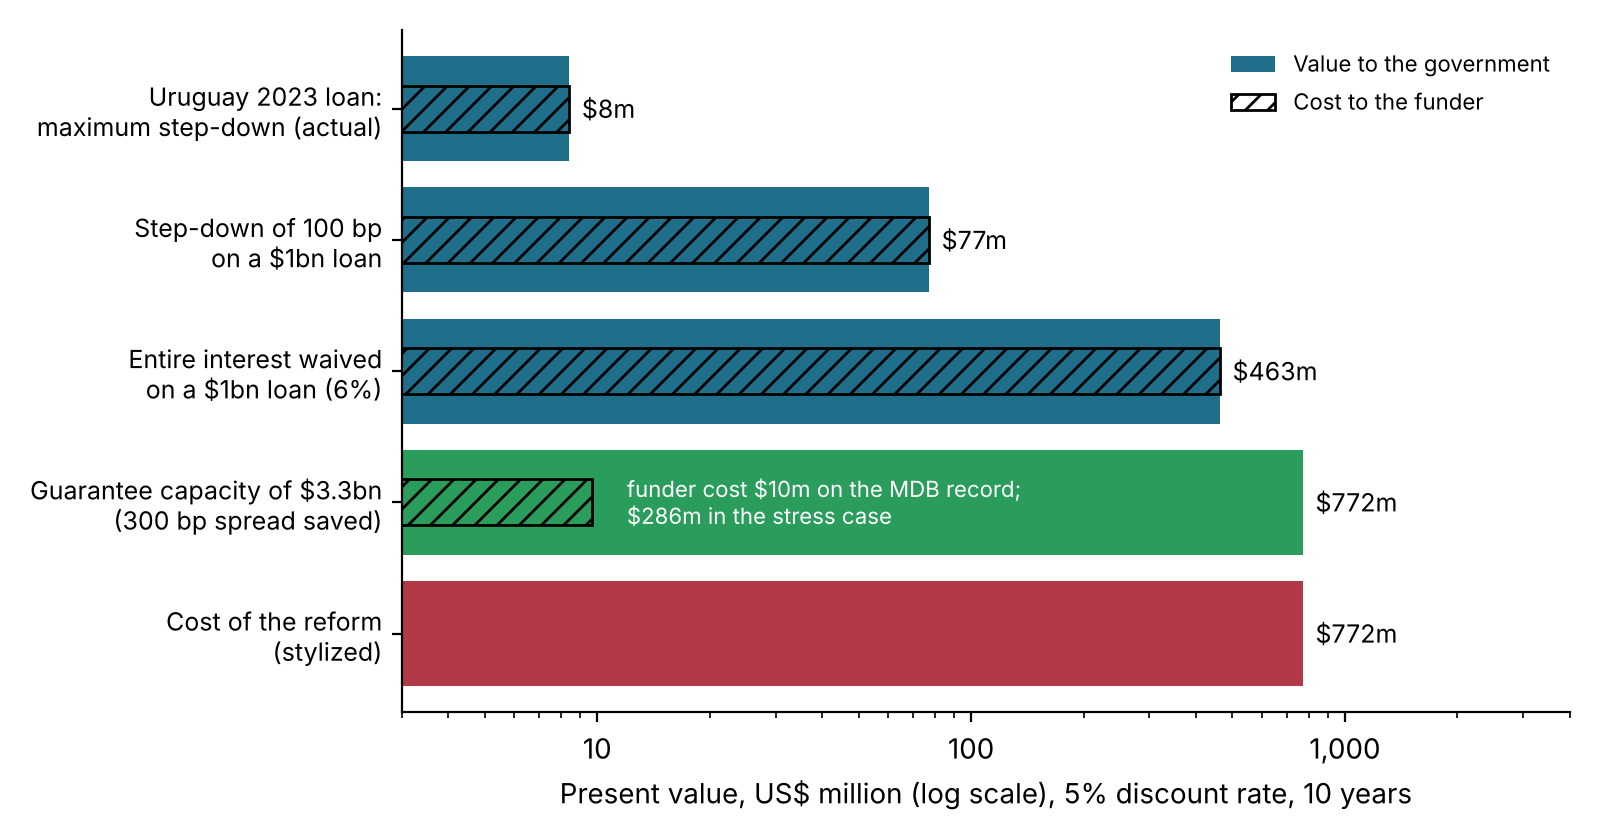 Value to the government
Cost to the funder
Uruguay 2023 loan:
maximum step-down (actual)
$8m
Step-down of 100 bp
on a $1bn loan
$77m
Entire interest waived
on a $1bn loan (6%)
$463m
Guarantee capacity of $3.3bn
(300 bp spread saved)
funder cost $10m on the MDB record;
$286m in the stress case
$772m
Cost of the reform
(stylized)
$772m
10
100
1,000
Present value, US$ million (log scale), 5% discount rate, 10 years